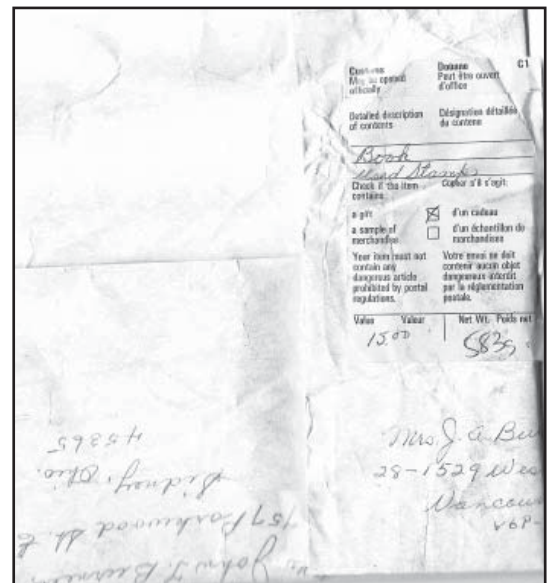 Customs Douane C1
May be opened Peut être ouvert
officially d'office
Detailed description Désignation détaillée
of contents du contenu
Book
Used Stamps
Check if the item Cocher s'il s'agit:
contains
a gift d'un cadeau
a sample of d'un échantillon de
merchandise marchandises
Your item must not Votre envoi ne doit
contain any contenir aucun objet
dangerous article dangereux interdit
prohibited by postal par la réglementation
regulations. postale.
Value Valeur Net Wt. Poids net
15.00 583g
Mrs. J. A.
28-1529
V6P-
John J.
757 Parkwood St.
Sidney, Ohio.
45365